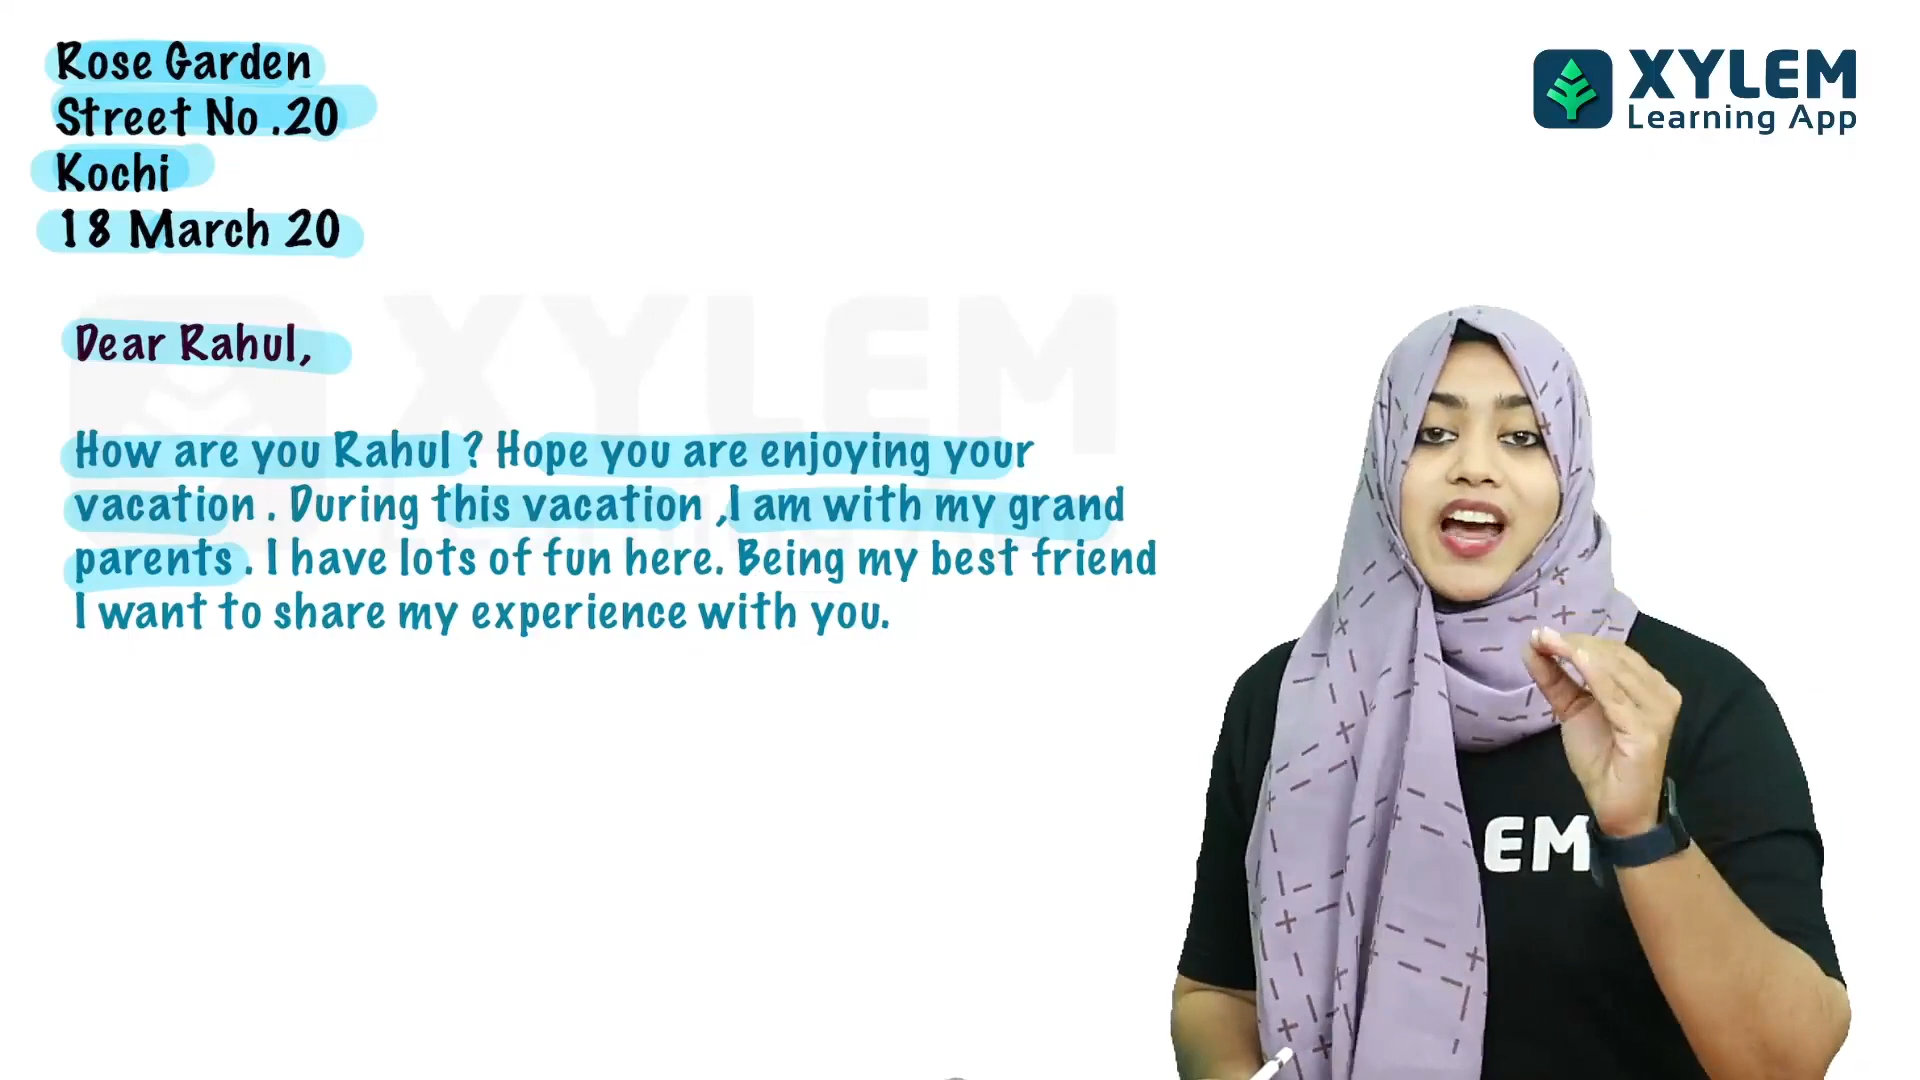 Rose Garden
Street No .20
Kochi
18 March 20
XYLEM
Learning App
Dear Rahul,
How are you Rahul ? Hope you are enjoying your
vacation . During this vacation ,I am with my grand
parents . I have lots of fun here. Being my best friend
I want to share my experience with you.
XYLEM
EM